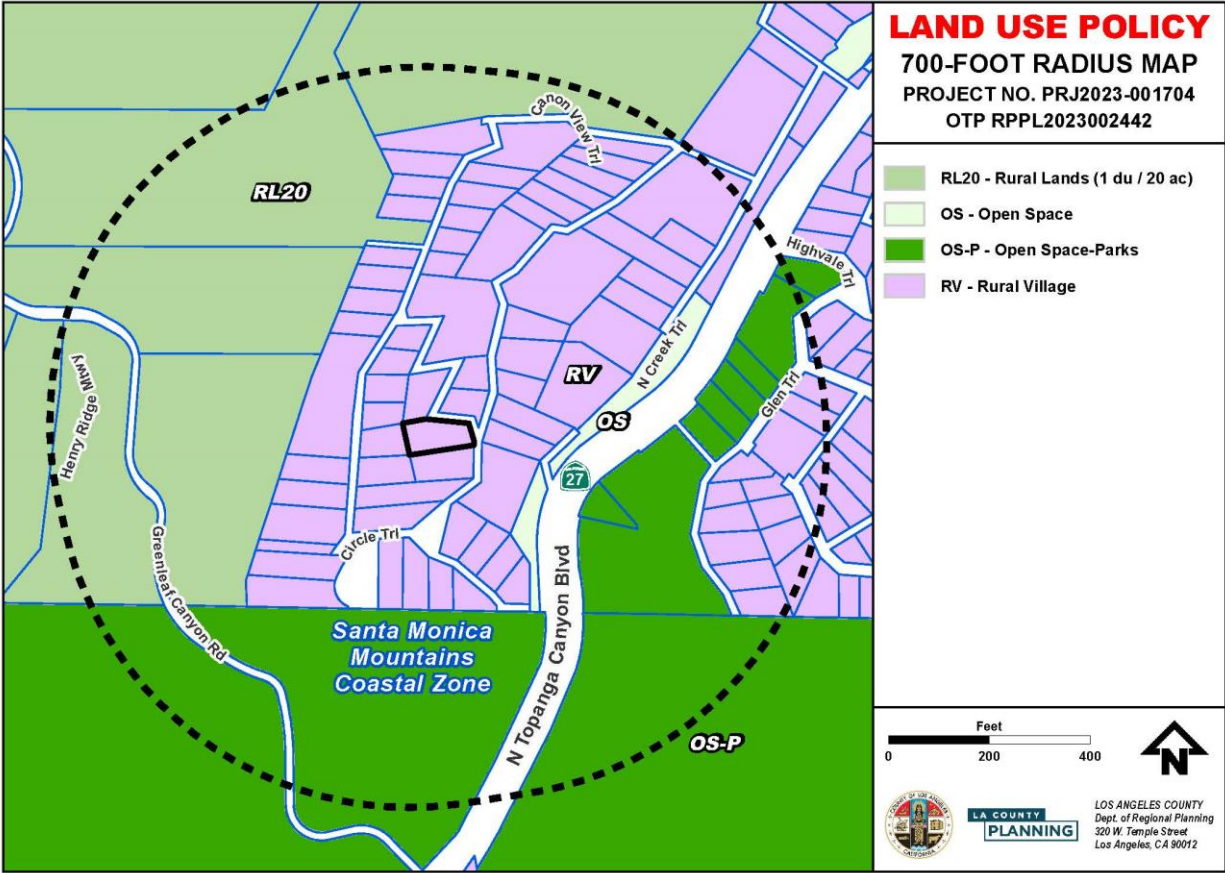 LAND USE POLICY
700-FOOT RADIUS MAP
PROJECT NO. PRJ2023-001704
OTP RPPL2023002442
RL20 - Rural Lands (1 du / 20 ac)
OS - Open Space
OS-P - Open Space-Parks
RV - Rural Village
Canon View Trl
RL20
Highvale Trl
N Creek Trl
RV
Glen Trl
OS
Henry Ridge Mtwy
27
Circle Trl
Greenleaf Canyon Rd
N Topanga Canyon Blvd
Santa Monica
Mountains
Coastal Zone
OS-P
Feet
0 200 400
N
LA COUNTY
PLANNING
LOS ANGELES COUNTY
Dept. of Regional Planning
320 W. Temple Street
Los Angeles, CA 90012